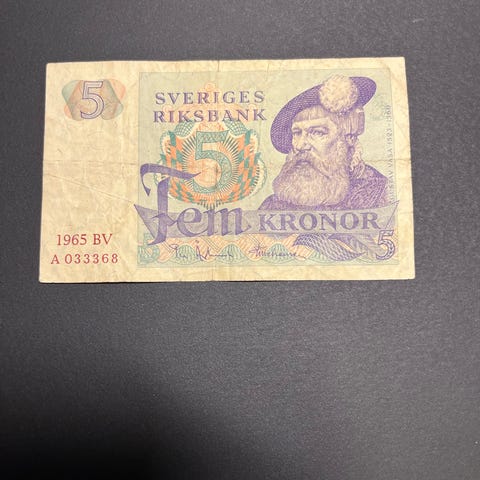 5
SVERIGES
RIKSBANK
5
Fem KRONOR
5
1965 BV
A 033368